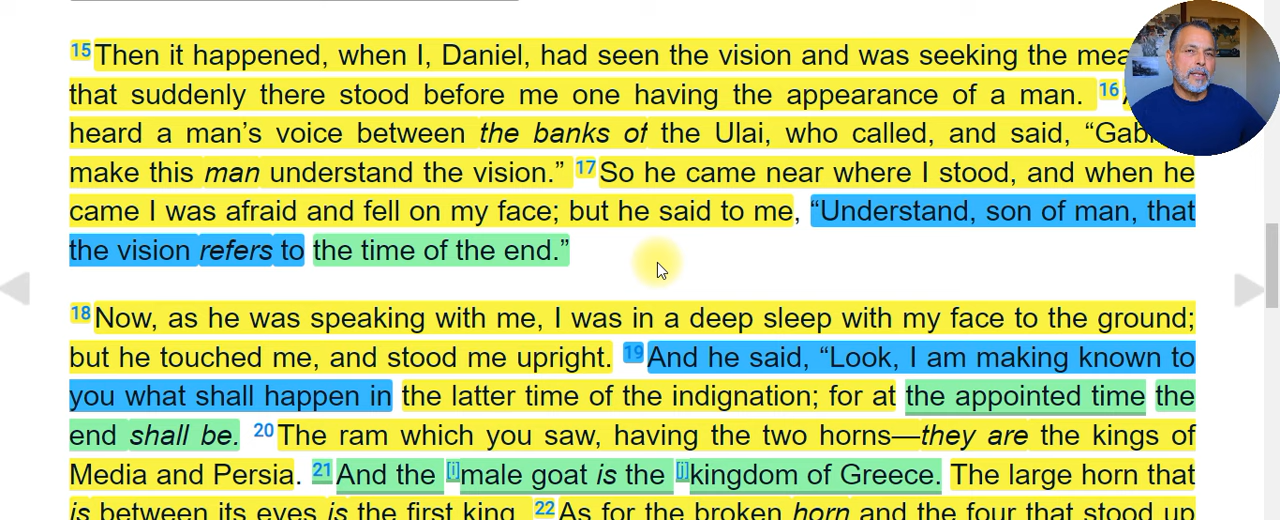 15 Then it happened, when I, Daniel, had seen the vision and was seeking the
that suddenly there stood before me one having the appearance of a man. 16
heard a man’s voice between the banks of the Ulai, who called, and said,
make this man understand the vision.” 17 So he came near where I stood, and when he
came I was afraid and fell on my face; but he said to me, “Understand, son of man, that
the vision refers to the time of the end.”
18 Now, as he was speaking with me, I was in a deep sleep with my face to the ground;
but he touched me, and stood me upright. 19 And he said, “Look, I am making known to
you what shall happen in the latter time of the indignation; for at the appointed time the
end shall be. 20 The ram which you saw, having the two horns—they are the kings of
Media and Persia. 21 And the [i]male goat is the [j]kingdom of Greece. The large horn that
is between its eyes is the first king. 22 As for the broken horn and the four that stood up